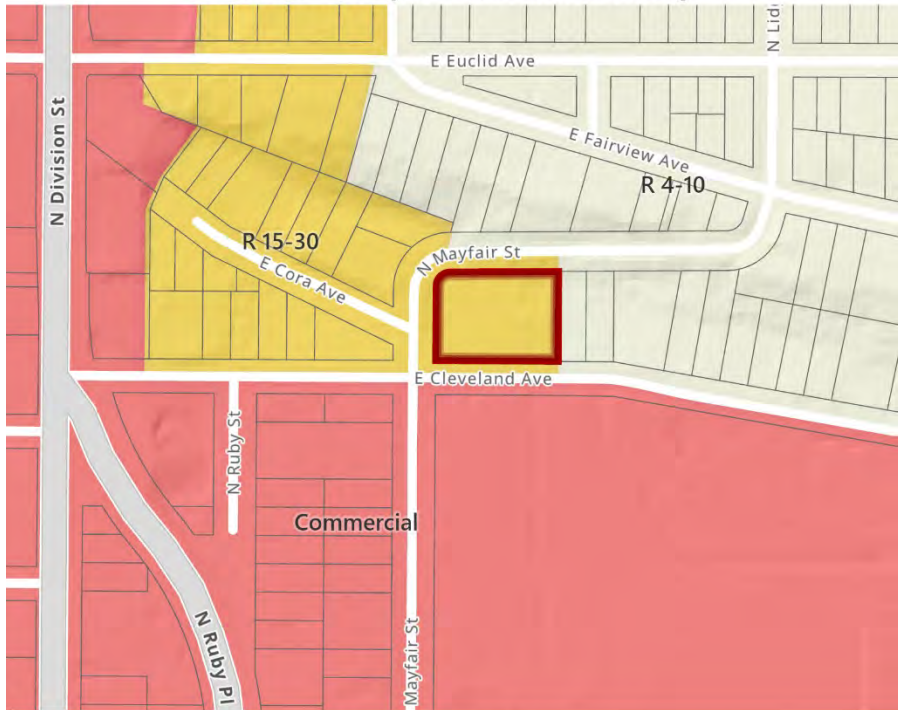 E Euclid Ave
N Lid
N Division St
E Fairview Ave
R 4-10
R 15-30
N Mayfair St
E Cora Ave
E Cleveland Ave
N Ruby St
Commercial
N Ruby Pl
Mayfair St